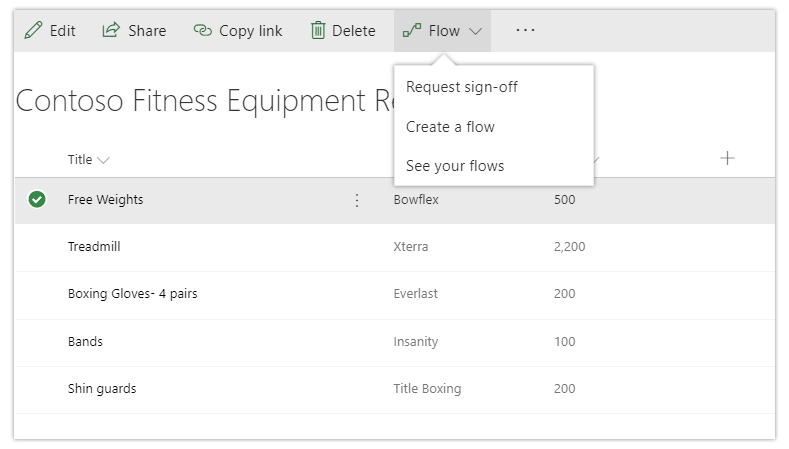 Edit Share Copy link Delete Flow ...
Request sign-off
Create a flow
See your flows
Contoso Fitness Equipment
Title
Free Weights Bowflex 500
Treadmill Xterra 2,200
Boxing Gloves- 4 pairs Everlast 200
Bands Insanity 100
Shin guards Title Boxing 200